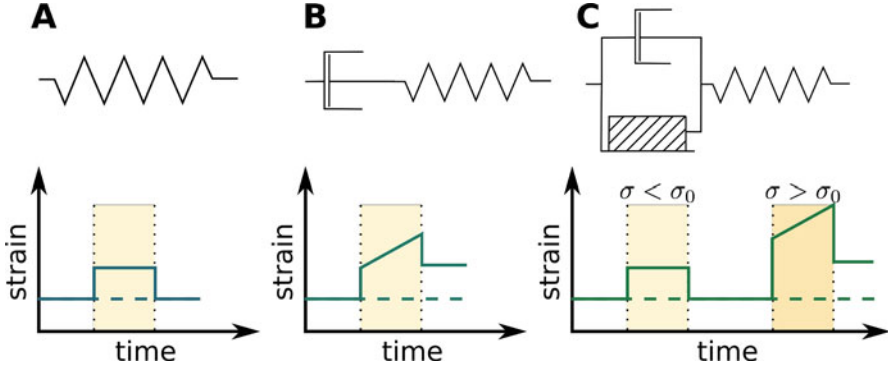 A
B
C
strain
time
strain
time
σ < σ₀
σ > σ₀
strain
time